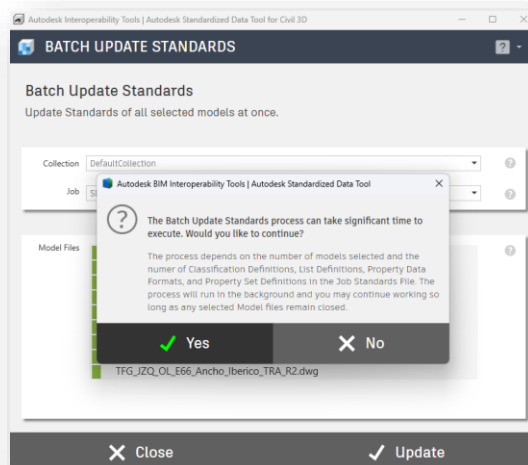 Autodesk Interoperability Tools | Autodesk Standardized Data Tool for Civil 3D
BATCH UPDATE STANDARDS
?
Batch Update Standards
Update Standards of all selected models at once.
Collection
DefaultCollection
?
Autodesk BIM Interoperability Tools | Autodesk Standardized Data Tool
Job
?
?
The Batch Update Standards process can take significant time to
execute. Would you like to continue?
Model Files
?
The process depends on the number of models selected and the
numer of Classification Definitions, List Definitions, Property Data
Formats, and Property Set Definitions in the Job Standards File. The
process will run in the background and you may continue working so
long as any selected Model files remain closed.
Yes
No
TFG_JZQ_OL_E66_Ancho_Iberico_TRA_R2.dwg
Close
Update